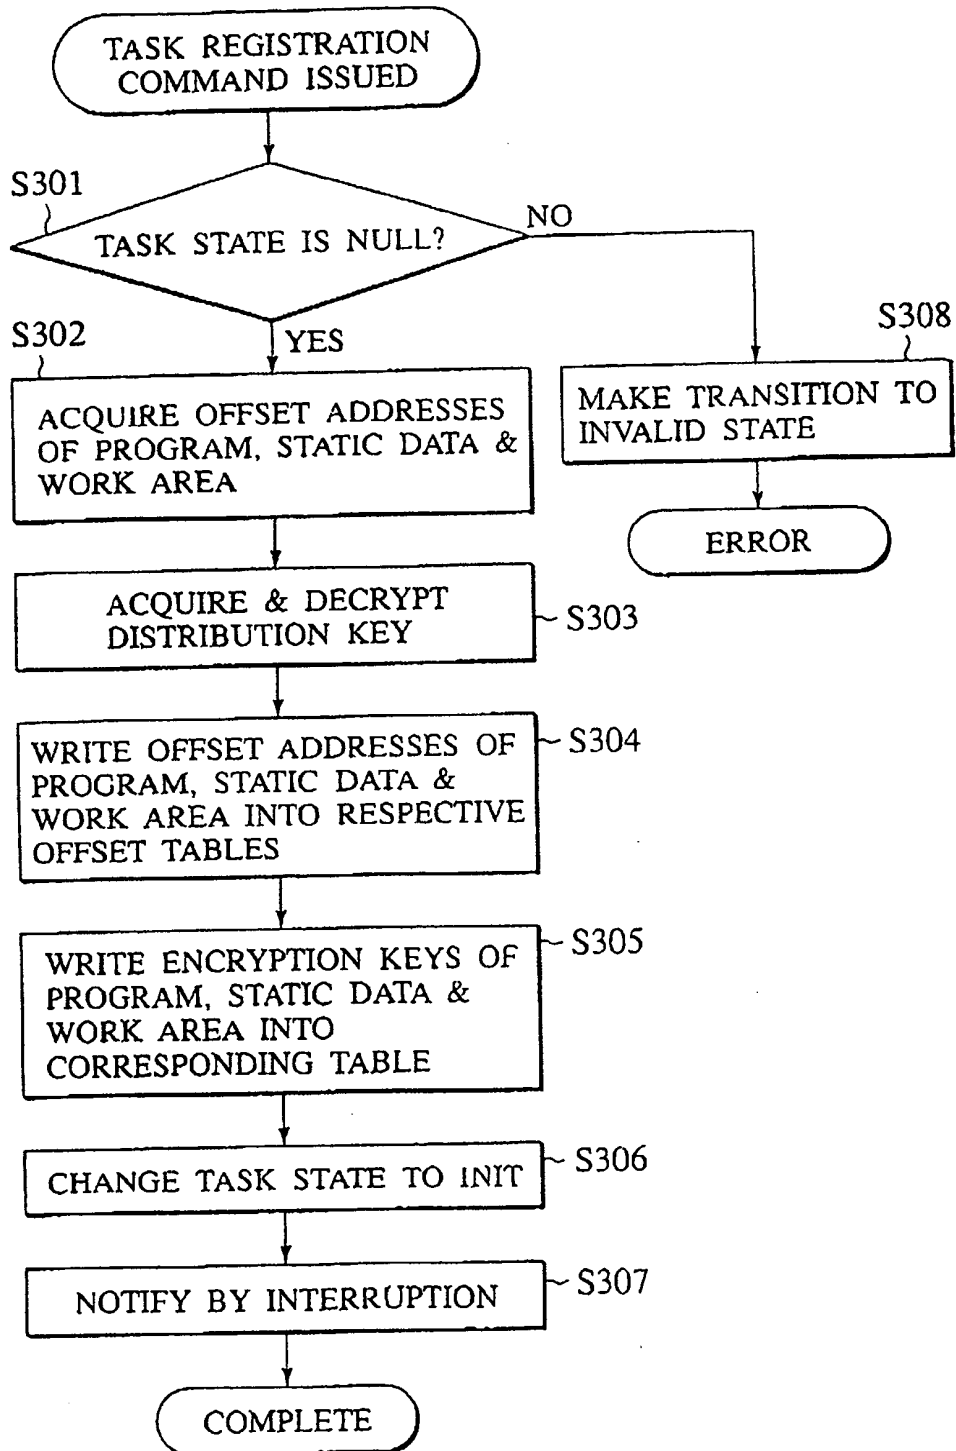 TASK REGISTRATION
COMMAND ISSUED
S301
TASK STATE IS NULL?
NO
YES
S302
ACQUIRE OFFSET ADDRESSES
OF PROGRAM, STATIC DATA &
WORK AREA
S308
MAKE TRANSITION TO
INVALID STATE
ERROR
ACQUIRE & DECRYPT
DISTRIBUTION KEY
S303
WRITE OFFSET ADDRESSES OF
PROGRAM, STATIC DATA &
WORK AREA INTO RESPECTIVE
OFFSET TABLES
S304
WRITE ENCRYPTION KEYS OF
PROGRAM, STATIC DATA &
WORK AREA INTO
CORRESPONDING TABLE
S305
CHANGE TASK STATE TO INIT
S306
NOTIFY BY INTERRUPTION
S307
COMPLETE